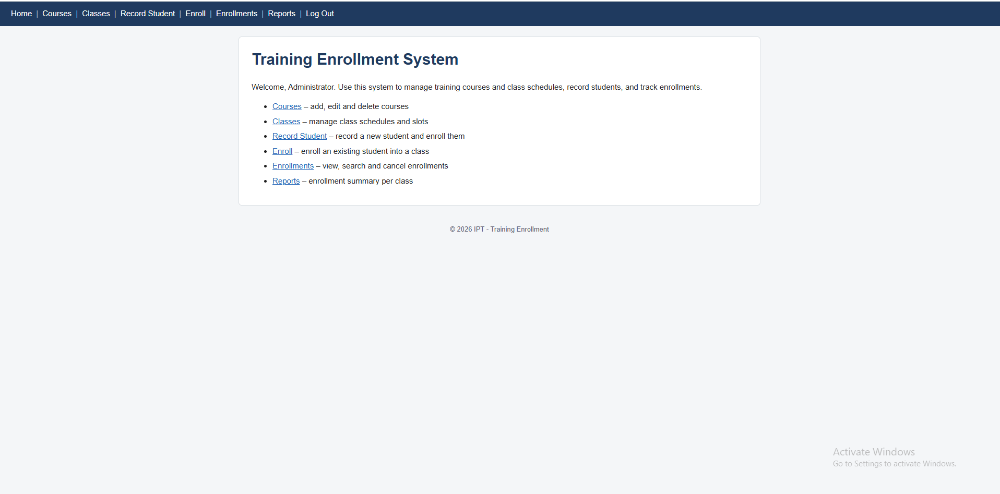 Home | Courses | Classes | Record Student | Enroll | Enrollments | Reports | Log Out
Training Enrollment System
Welcome, Administrator. Use this system to manage training courses and class schedules, record students, and track enrollments.
• Courses – add, edit and delete courses
• Classes – manage class schedules and slots
• Record Student – record a new student and enroll them
• Enroll – enroll an existing student into a class
• Enrollments – view, search and cancel enrollments
• Reports – enrollment summary per class
© 2026 IPT - Training Enrollment
Activate Windows
Go to Settings to activate Windows.